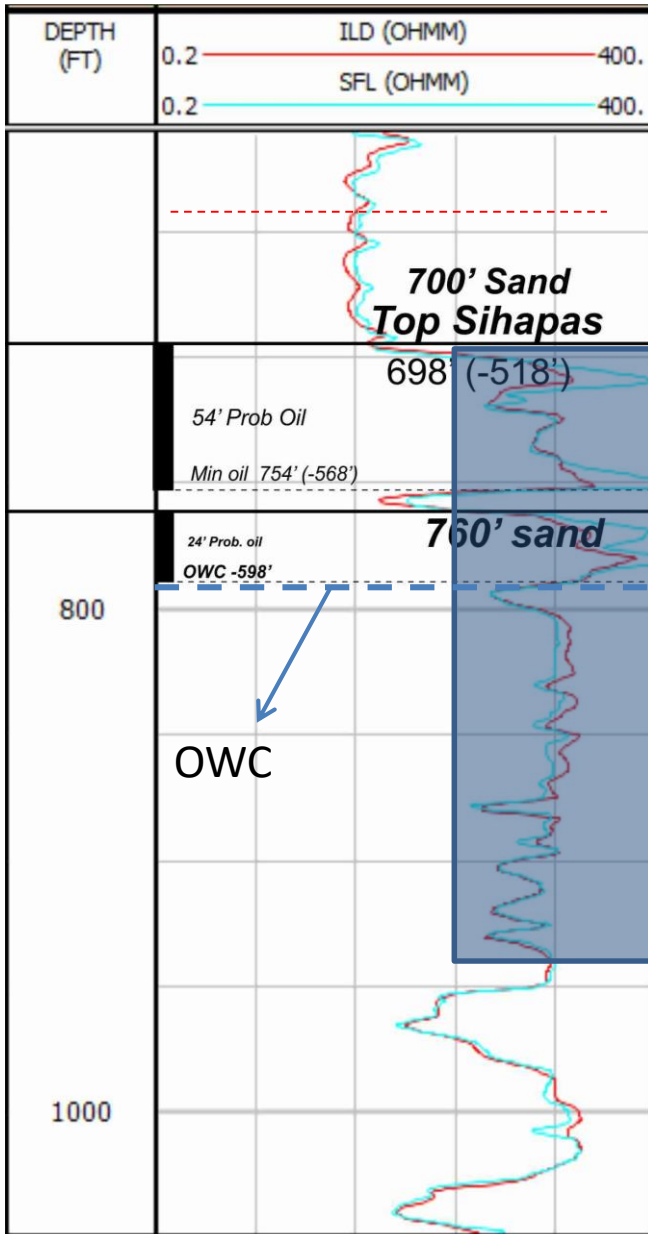 DEPTH
(FT)
ILD (OHMM)
0.2 400.
SFL (OHMM)
0.2 400.
700’ Sand
Top Sihapas
698’ (-518’)
54’ Prob Oil
Min oil 754’ (-568’)
760’ sand
24’ Prob. oil
OWC -598’
800
OWC
1000